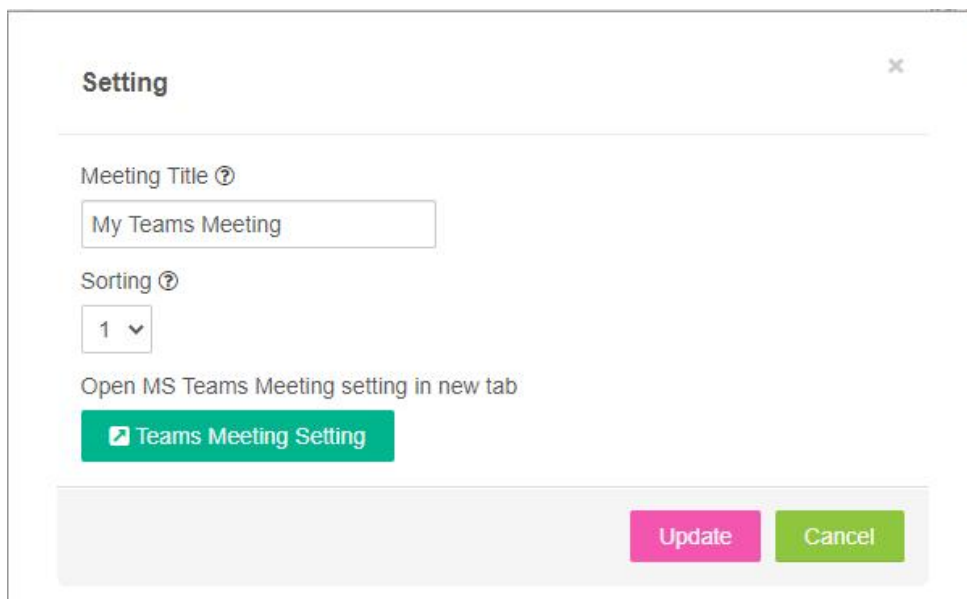 Setting
×
Meeting Title ?
My Teams Meeting
Sorting ?
1
Open MS Teams Meeting setting in new tab
Teams Meeting Setting
Update
Cancel